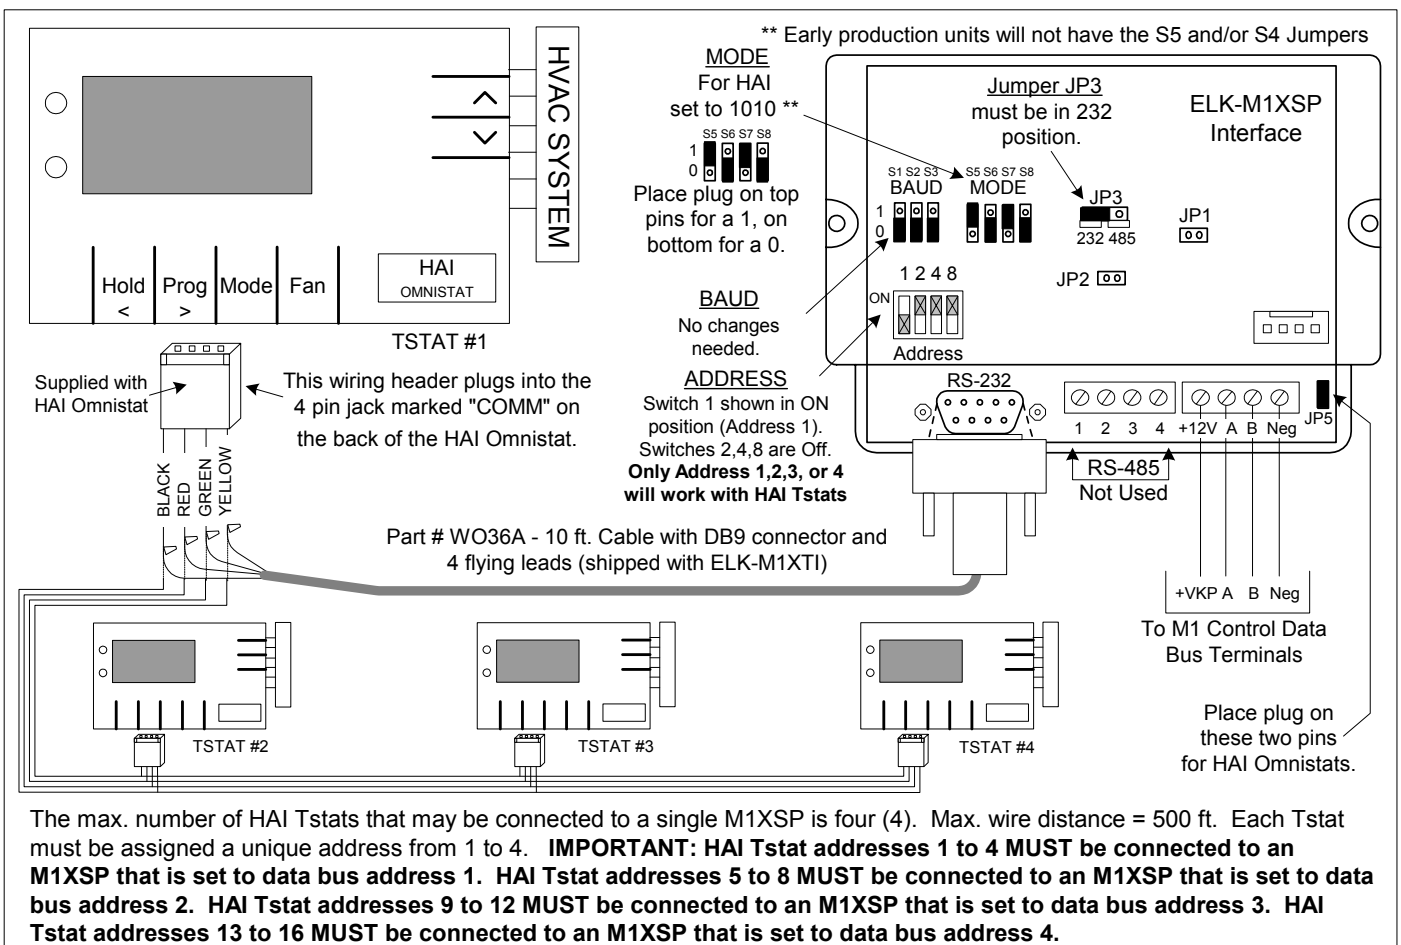 ** Early production units will not have the S5 and/or S4 Jumpers
HVAC SYSTEM
Hold
<
Prog
>
Mode
Fan
HAI
OMNISTAT
TSTAT #1
MODE
For HAI
set to 1010 **
S5 S6 S7 S8
1
0
Place plug on top
pins for a 1, on
bottom for a 0.
BAUD
No changes
needed.
ADDRESS
Switch 1 shown in ON
position (Address 1).
Switches 2,4,8 are Off.
Only Address 1,2,3, or 4
will work with HAI Tstats
Jumper JP3
must be in 232
position.
ELK-M1XSP
Interface
S1 S2 S3
BAUD
1
0
S5 S6 S7 S8
MODE
JP3
232 485
JP1
JP2
1 2 4 8
ON
Address
RS-232
1 2 3 4
+12V A B Neg
JP5
RS-485
Not Used
+VKP A B Neg
To M1 Control Data
Bus Terminals
Place plug on
these two pins
for HAI Omnistats.
Supplied with
HAI Omnistat
This wiring header plugs into the
4 pin jack marked "COMM" on
the back of the HAI Omnistat.
BLACK
RED
GREEN
YELLOW
Part # WO36A - 10 ft. Cable with DB9 connector and
4 flying leads (shipped with ELK-M1XTI)
TSTAT #2
TSTAT #3
TSTAT #4
The max. number of HAI Tstats that may be connected to a single M1XSP is four (4). Max. wire distance = 500 ft. Each Tstat
must be assigned a unique address from 1 to 4. IMPORTANT: HAI Tstat addresses 1 to 4 MUST be connected to an
M1XSP that is set to data bus address 1. HAI Tstat addresses 5 to 8 MUST be connected to an M1XSP that is set to data
bus address 2. HAI Tstat addresses 9 to 12 MUST be connected to an M1XSP that is set to data bus address 3. HAI
Tstat addresses 13 to 16 MUST be connected to an M1XSP that is set to data bus address 4.